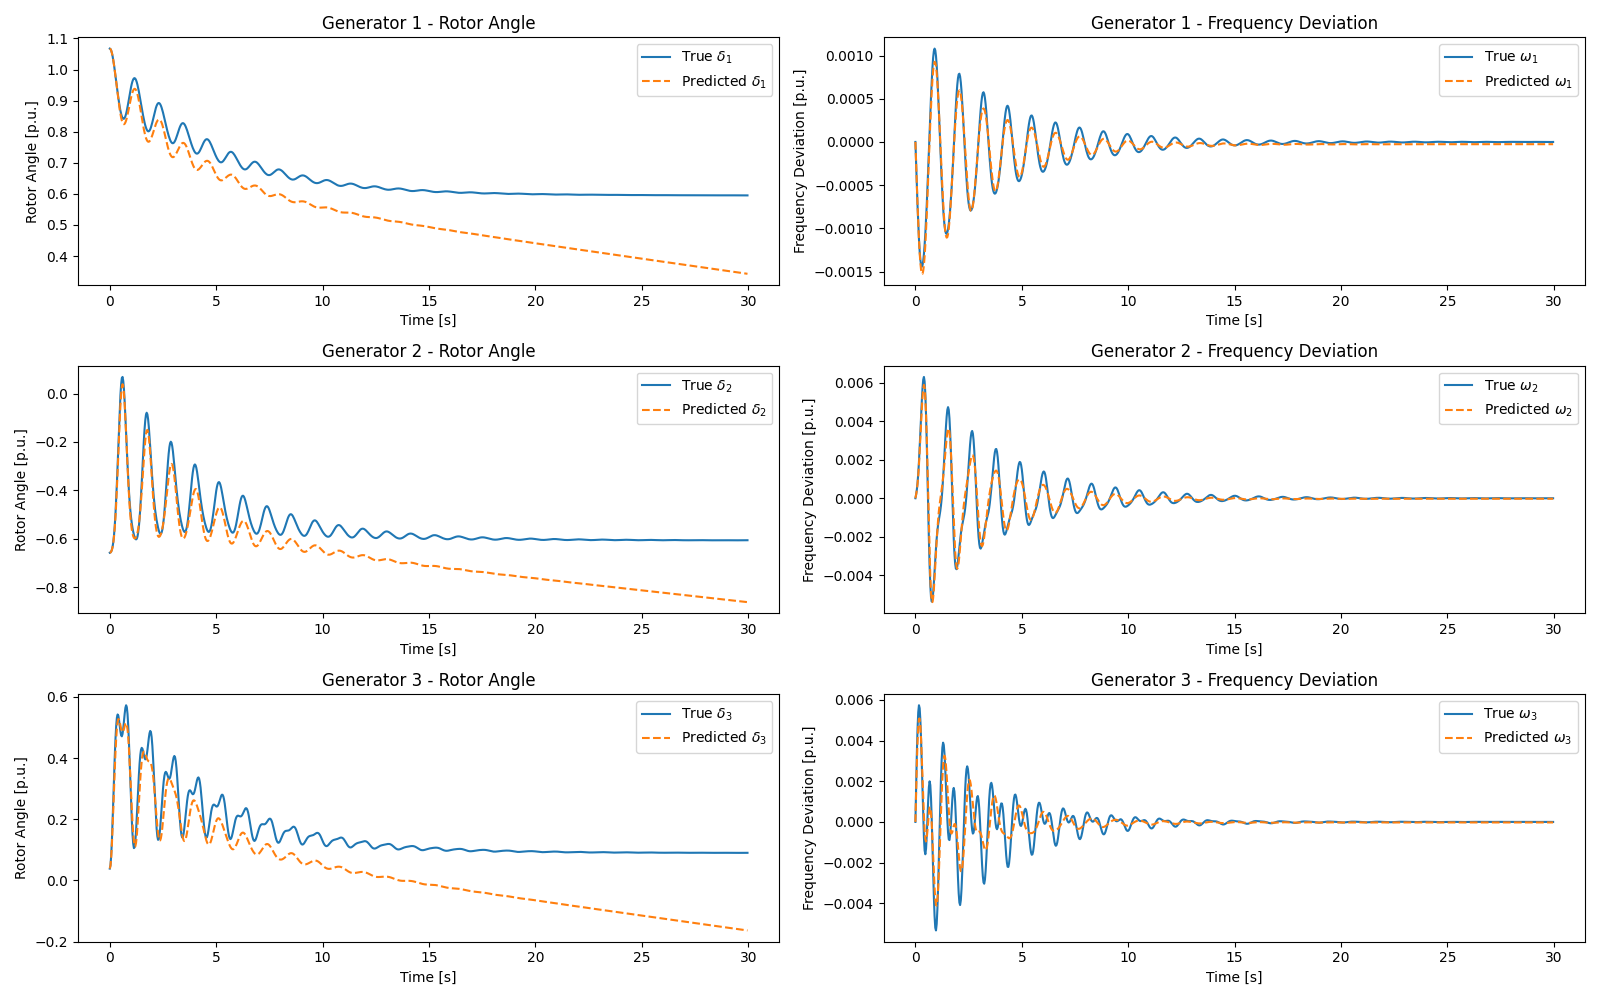 Generator 1 - Rotor Angle
Rotor Angle [p.u.]
1.1
1.0
0.9
0.8
0.7
0.6
0.5
0.4
True δ₁
Predicted δ₁
0 5 10 15 20 25 30
Time [s]
Generator 1 - Frequency Deviation
Frequency Deviation [p.u.]
0.0010
0.0005
0.0000
−0.0005
−0.0010
−0.0015
True ω₁
Predicted ω₁
0 5 10 15 20 25 30
Time [s]
Generator 2 - Rotor Angle
Rotor Angle [p.u.]
0.0
−0.2
−0.4
−0.6
−0.8
True δ₂
Predicted δ₂
0 5 10 15 20 25 30
Time [s]
Generator 2 - Frequency Deviation
Frequency Deviation [p.u.]
0.006
0.004
0.002
0.000
−0.002
−0.004
True ω₂
Predicted ω₂
0 5 10 15 20 25 30
Time [s]
Generator 3 - Rotor Angle
Rotor Angle [p.u.]
0.6
0.4
0.2
0.0
−0.2
True δ₃
Predicted δ₃
0 5 10 15 20 25 30
Time [s]
Generator 3 - Frequency Deviation
Frequency Deviation [p.u.]
0.006
0.004
0.002
0.000
−0.002
−0.004
True ω₃
Predicted ω₃
0 5 10 15 20 25 30
Time [s]